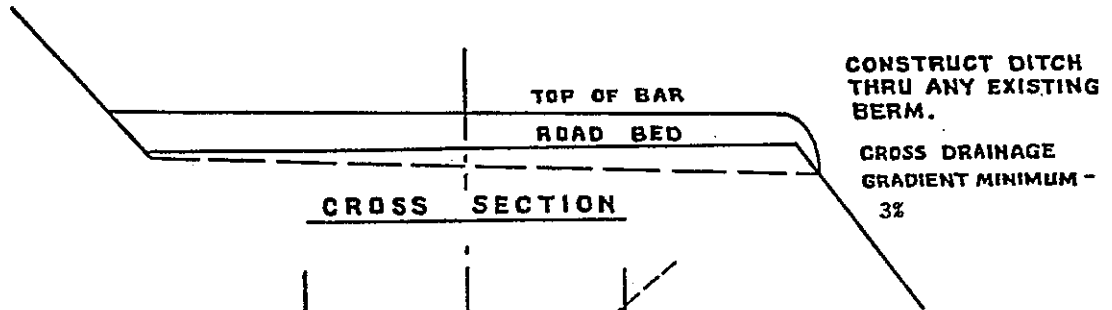 TOP OF BAR
ROAD BED
CROSS SECTION
CONSTRUCT DITCH
THRU ANY EXISTING
BERM.
CROSS DRAINAGE
GRADIENT MINIMUM -
3%